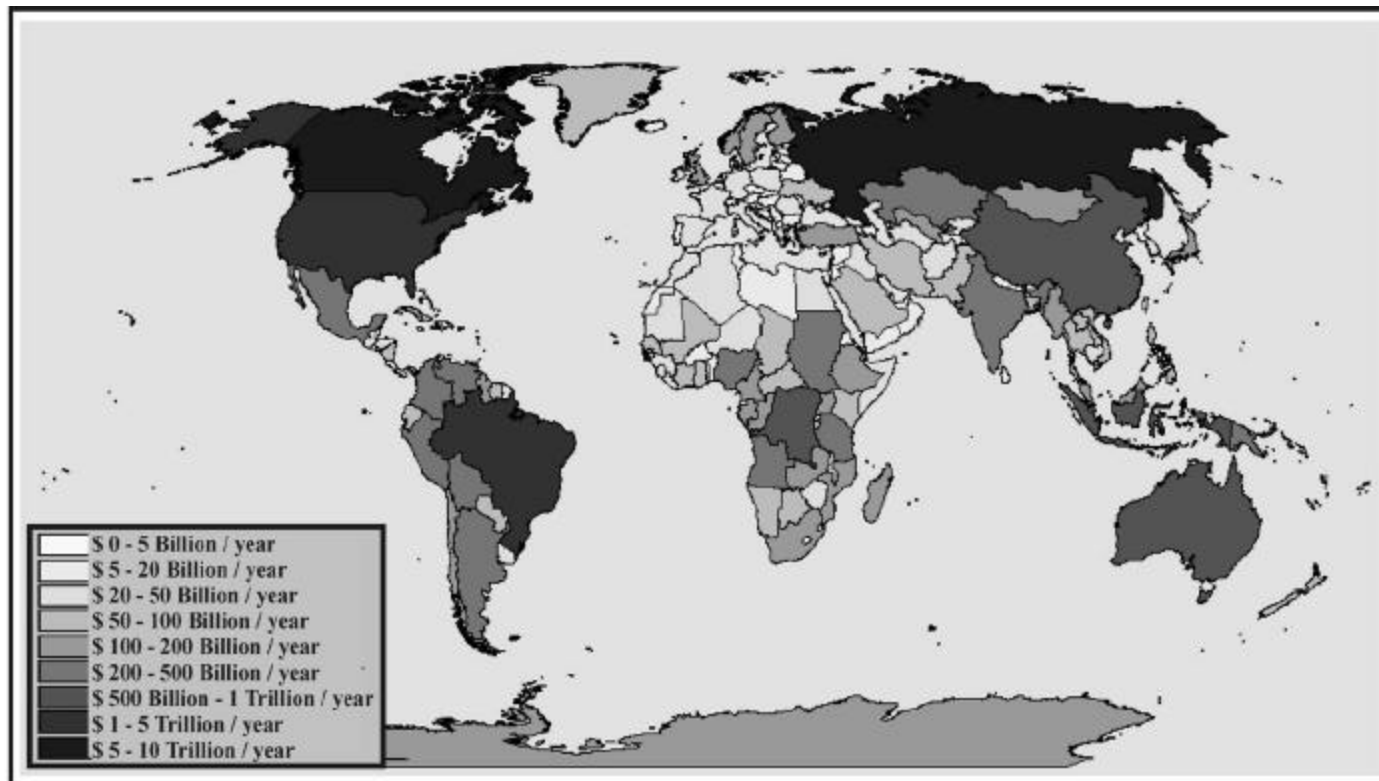 $ 0 - 5 Billion / year
$ 5 - 20 Billion / year
$ 20 - 50 Billion / year
$ 50 - 100 Billion / year
$ 100 - 200 Billion / year
$ 200 - 500 Billion / year
$ 500 Billion - 1 Trillion / year
$ 1 - 5 Trillion / year
$ 5 - 10 Trillion / year